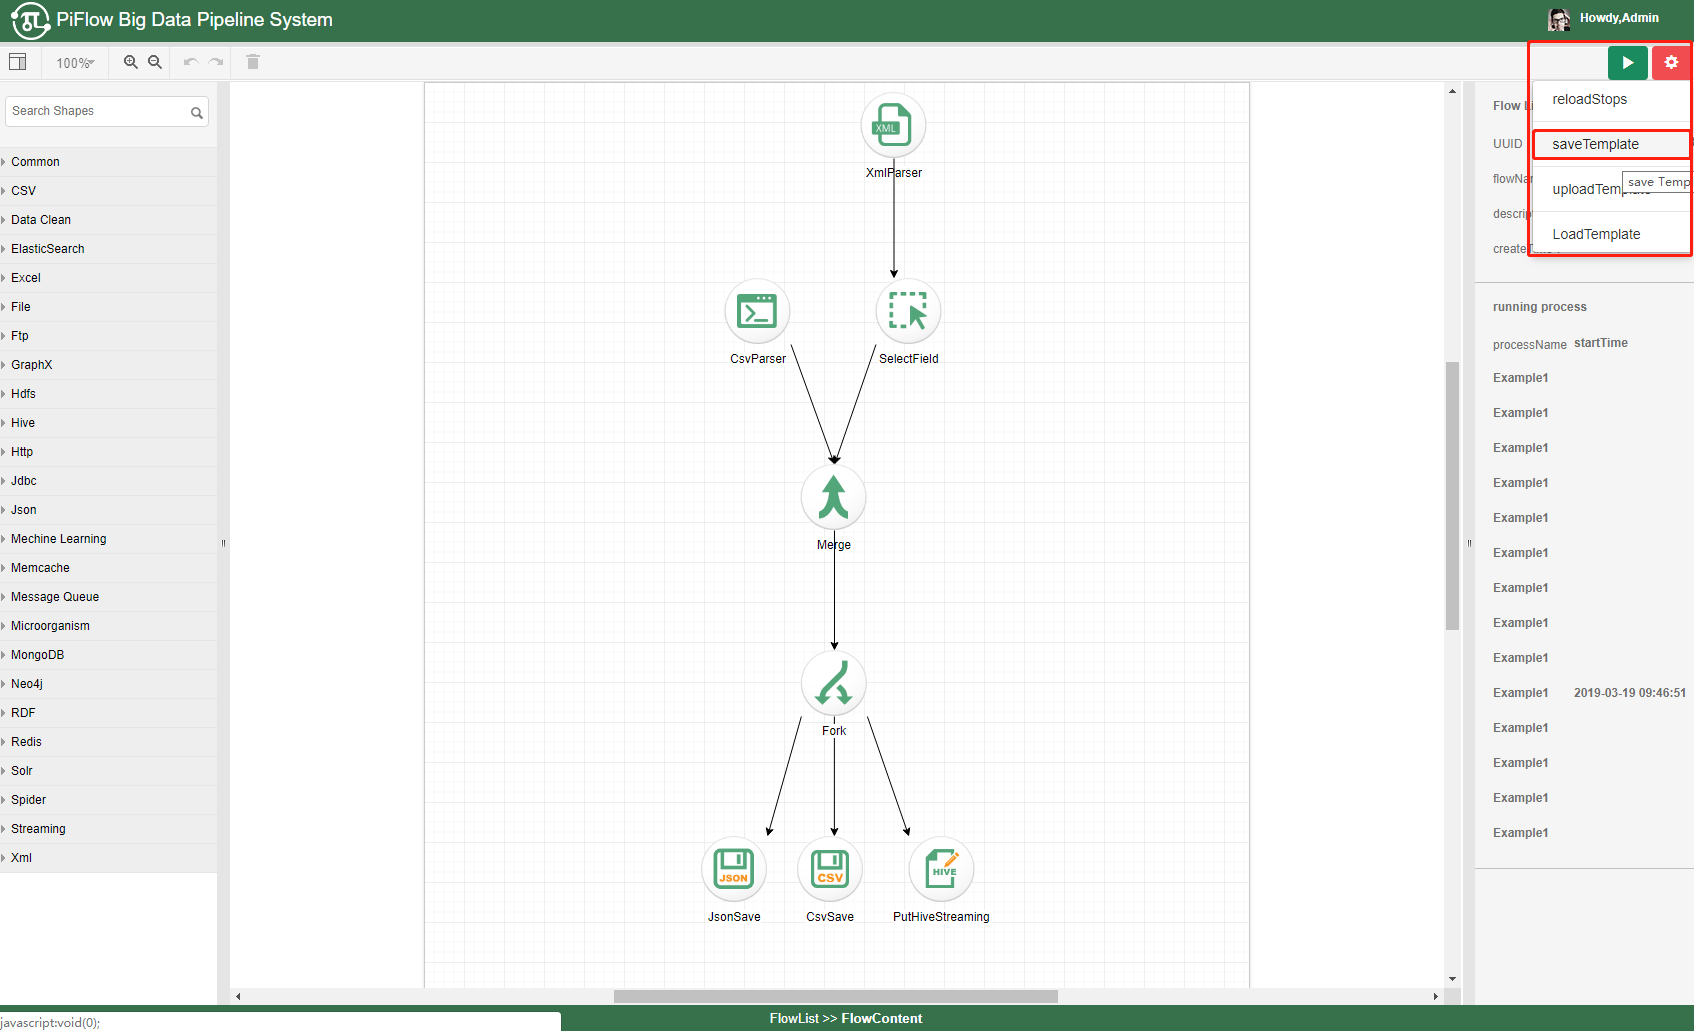 PiFlow Big Data Pipeline System
Howdy,Admin
100%
Search Shapes
Common
CSV
Data Clean
ElasticSearch
Excel
File
Ftp
GraphX
Hdfs
Hive
Http
Jdbc
Json
Mechine Learning
Memcache
Message Queue
Microorganism
MongoDB
Neo4j
RDF
Redis
Solr
Spider
Streaming
Xml
XML
XmlParser
CsvParser
SelectField
Merge
Fork
JSON
JsonSave
CSV
CsvSave
HIVE
PutHiveStreaming
reloadStops
saveTemplate
save Temp
uploadTemplate
LoadTemplate
Flow Li
UUID
flowNar
descrip
createT
running process
processName startTime
Example1
Example1
Example1
Example1
Example1
Example1
Example1
Example1
Example1
Example1 2019-03-19 09:46:51
Example1
Example1
Example1
Example1
javascript:void(0);
FlowList >> FlowContent